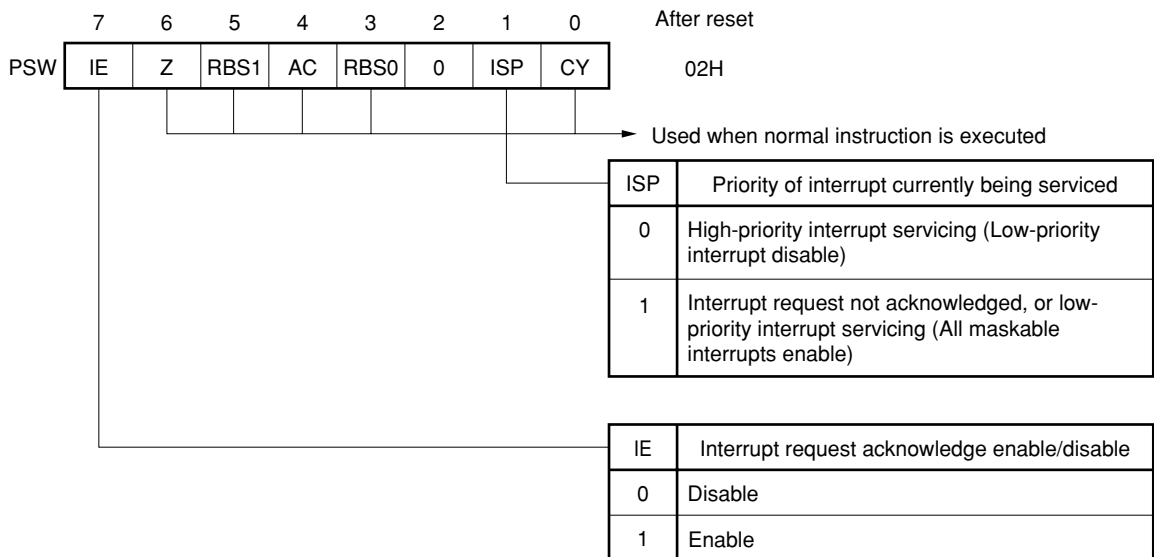 7 6 5 4 3 2 1 0 After reset
PSW IE Z RBS1 AC RBS0 0 ISP CY 02H
Used when normal instruction is executed
ISP Priority of interrupt currently being serviced
0 High-priority interrupt servicing (Low-priority
interrupt disable)
1 Interrupt request not acknowledged, or low-
priority interrupt servicing (All maskable
interrupts enable)
IE Interrupt request acknowledge enable/disable
0 Disable
1 Enable